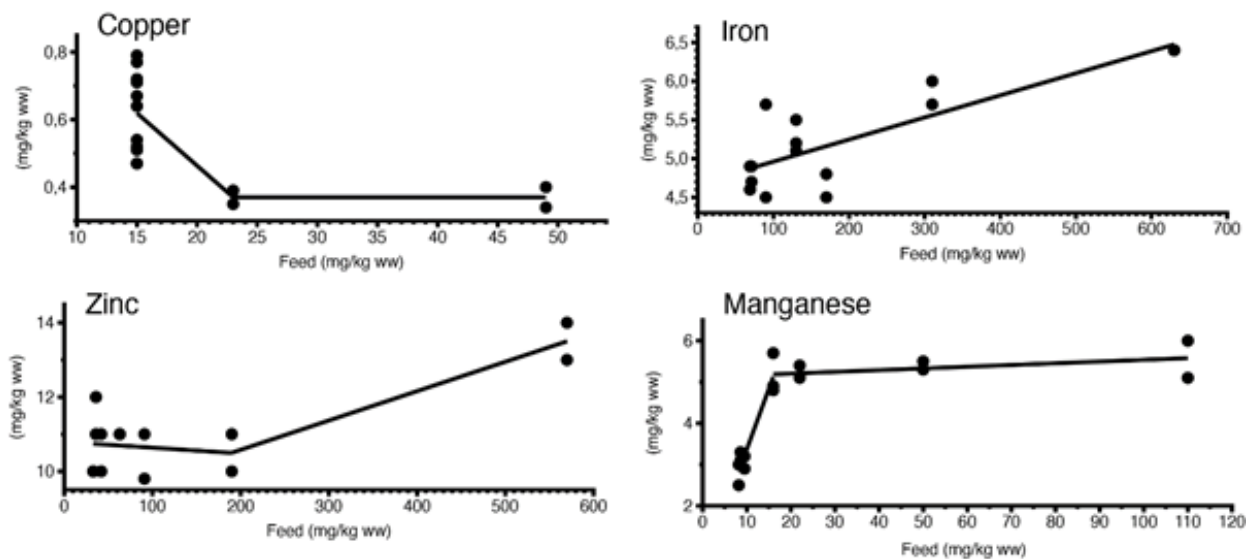 Copper
(mg/kg ww)
0,8
0,6
0,4
10 15 20 25 30 35 40 45 50
Feed (mg/kg ww)
Iron
(mg/kg ww)
6,5
6,0
5,5
5,0
4,5
0 100 200 300 400 500 600 700
Feed (mg/kg ww)
Zinc
(mg/kg ww)
14
12
10
0 100 200 300 400 500 600
Feed (mg/kg ww)
Manganese
(mg/kg ww)
6
4
2
0 10 20 30 40 50 60 70 80 90 100 110 120
Feed (mg/kg ww)